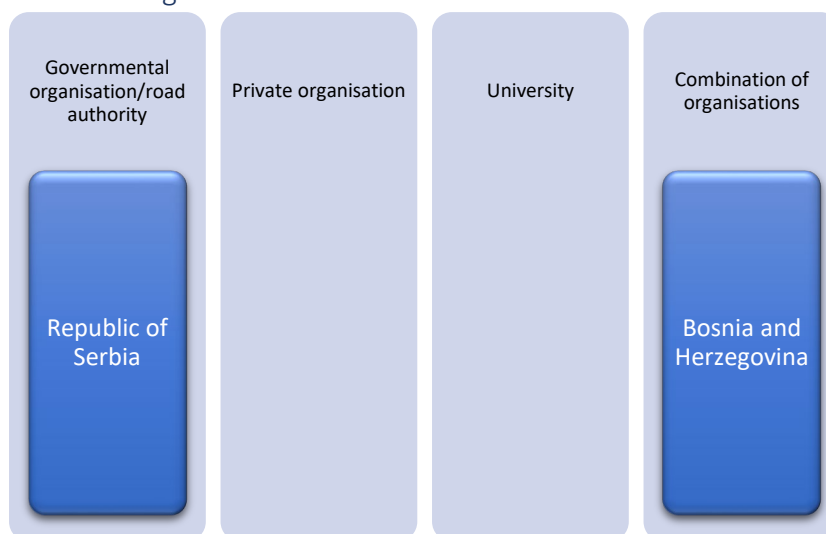 Governmental
organisation/road
authority
Private organisation
University
Combination of
organisations
Republic of
Serbia
Bosnia and
Herzegovina